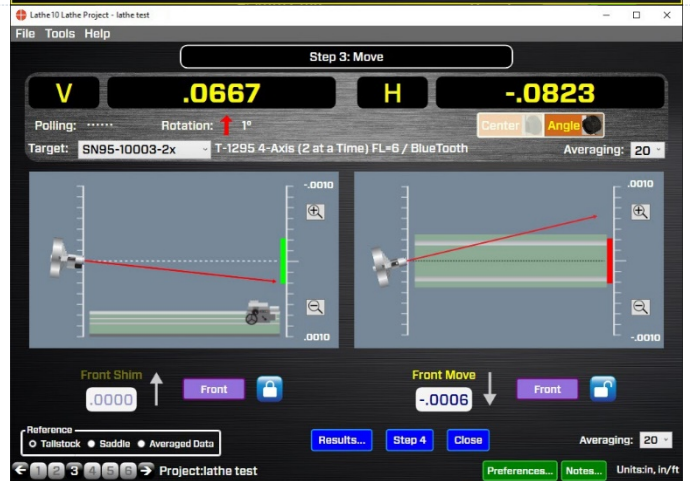 Lathe10 Lathe Project - lathe test
File Tools Help
Step 3: Move
V .0667 H -.0823
Polling: ...... Rotation: 1º Center Angle
Target: SN95-10003-2x T-1295 4-Axis (2 at a Time) FL=6 / BlueTooth Averaging: 20
-.0010 .0010
.0010 -.0010
Front Shim Front Move
.0000 Front -.0006 Front
Reference
Tailstock Saddle Averaged Data Results... Step 4 Close Averaging: 20
1 2 3 4 5 6 Project:lathe test Preferences... Notes... Units:in, in/ft